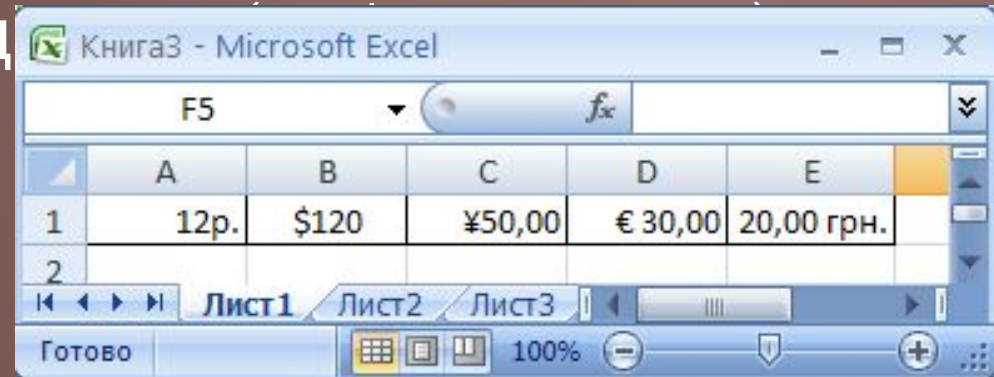 Книга3 - Microsoft Excel
F5 fx
A B C D E
1 12р. $120 ¥50,00 € 30,00 20,00 грн.
2
Лист1 Лист2 Лист3
Готово 100%